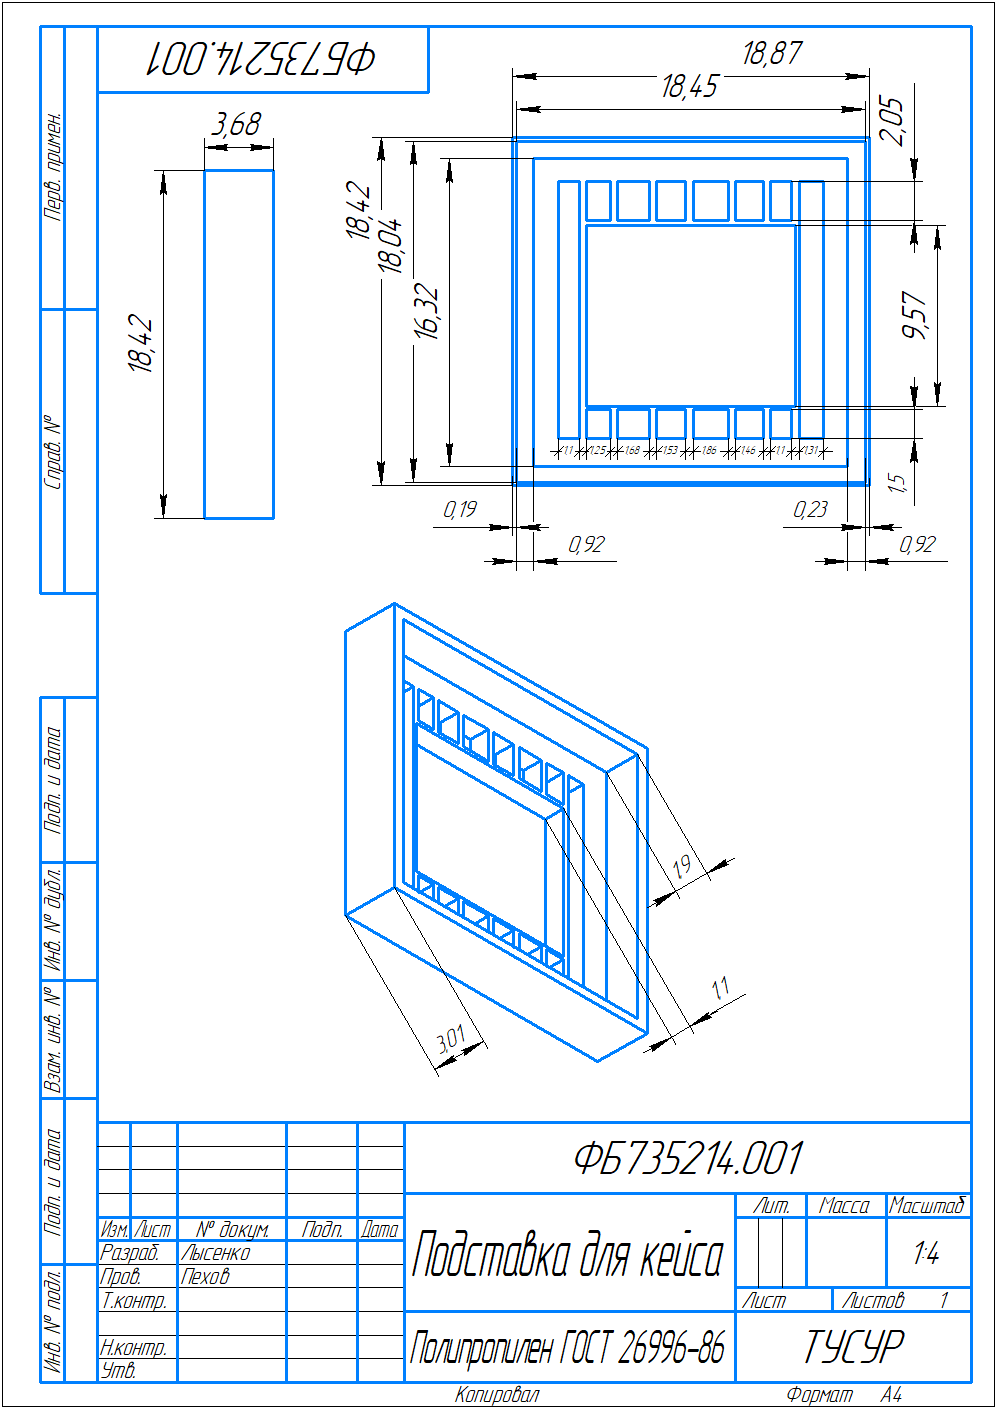 ФБ735214.001
Перв. примен.
Справ. №
Подп. и дата
Инв. № дубл.
Взам. инв. №
Подп. и дата
Инв. № подл.
3,68
18,42
18,87
18,45
2,05
18,42
18,04
16,32
9,57
1,1 1,25 1,68 1,53 1,86 1,46 1,1 1,31
1,5
0,19
0,23
0,92
0,92
1,9
1,1
3,01
ФБ735214.001
Лит. Масса Масштаб
Изм. Лист № докум. Подп. Дата
Разраб. Лысенко
Подставка для кейса
1:4
Пров. Пехов
Т.контр.
Лист Листов 1
Н.контр.
Полипропилен ГОСТ 26996-86
ТУСУР
Утв.
Копировал Формат А4